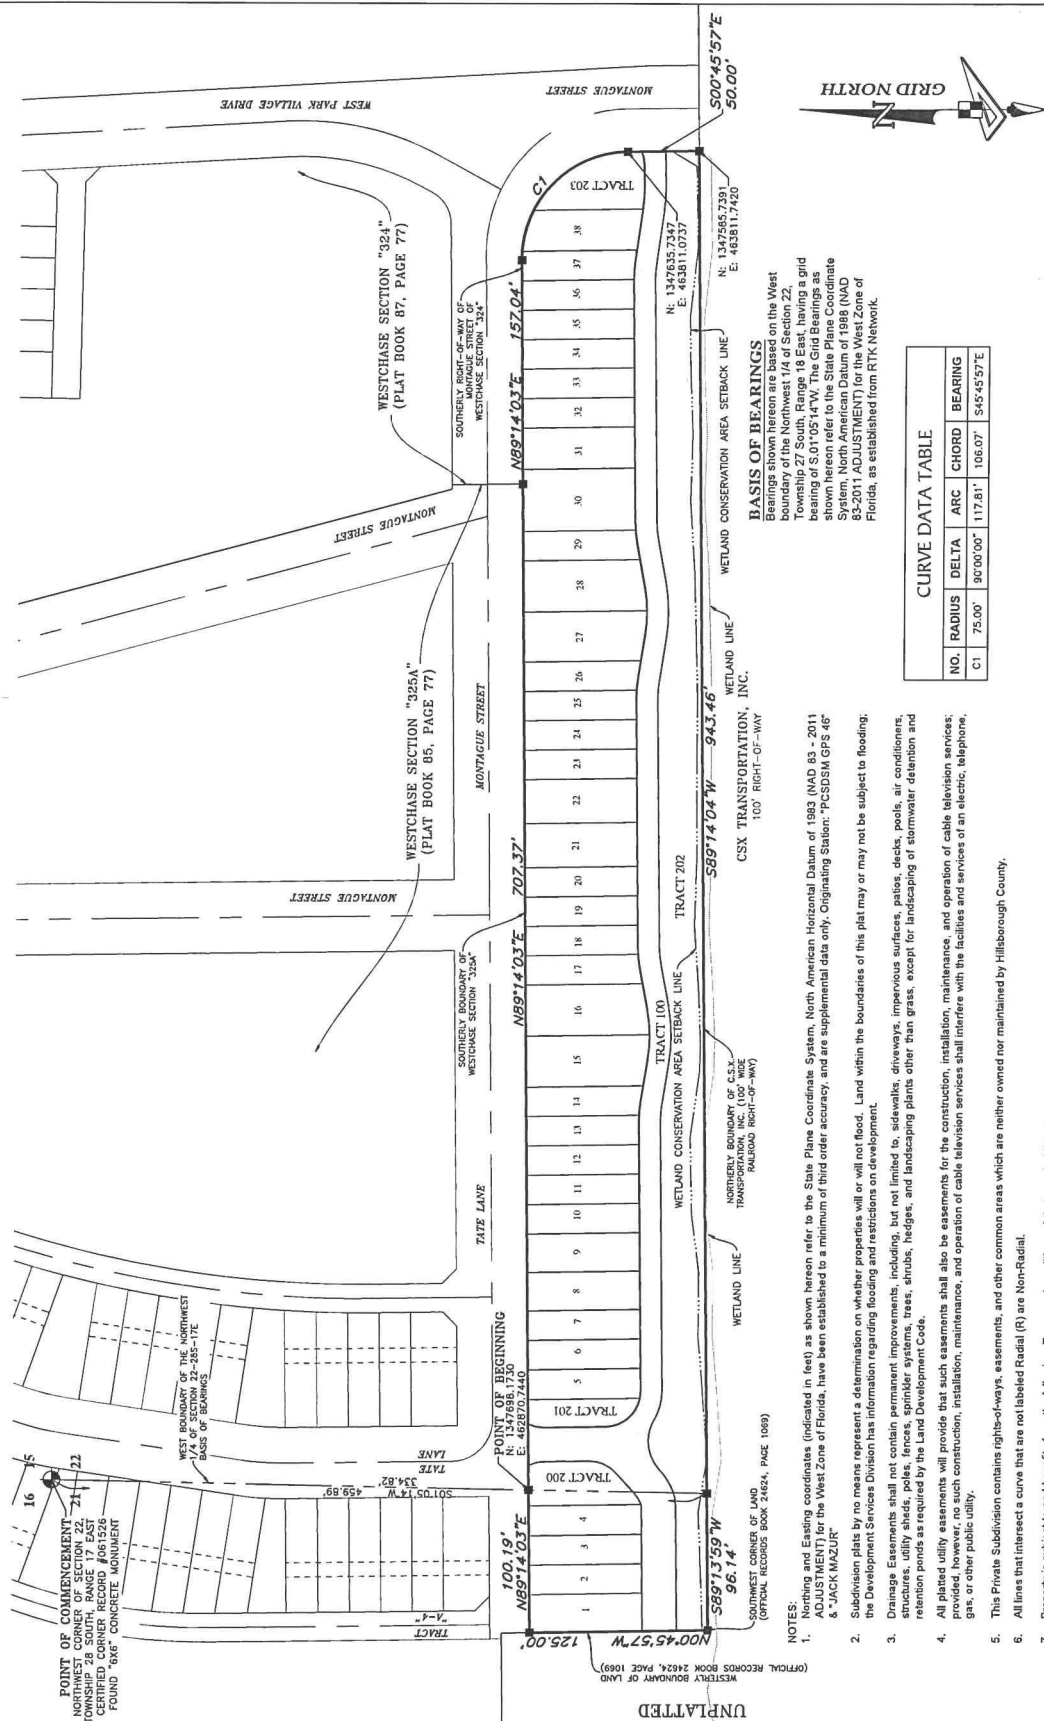 POINT OF COMMENCEMENT
NORTHWEST CORNER OF SECTION 22,
TOWNSHIP 28 SOUTH, RANGE 17 EAST
CERTIFIED CORNER RECORD #061526
FOUND "6X6" CONCRETE MONUMENT
16 15
21 22
WEST BOUNDARY OF THE NORTHWEST
1/4 OF SECTION 22-28S-17E
BASIS OF BEARINGS
S01°05'14"W
334.82'
459.89'
TATE
LANE
TRACT
"A-4"
TATE LANE
MONTAGUE STREET
MONTAGUE STREET
MONTAGUE STREET
MONTAGUE STREET
WEST PARK VILLAGE DRIVE
WESTCHASE SECTION "325A"
(PLAT BOOK 85, PAGE 77)
WESTCHASE SECTION "324"
(PLAT BOOK 87, PAGE 77)
SOUTHERLY BOUNDARY OF
WESTCHASE SECTION "325A"
SOUTHERLY RIGHT-OF-WAY OF
MONTAGUE STREET OF
WESTCHASE SECTION "324"
POINT OF BEGINNING
N: 1347698.1730
E: 462870.7440
100.19'
N89°14'03"E
N89°14'03"E 707.37'
N89°14'03"E 157.04'
C1
S00°45'57"E
50.00'
N: 1347635.7347
E: 463811.0737
N: 1347585.7391
E: 463811.7420
1 2 3 4
TRACT 200
TRACT 201
5 6 7 8 9 10 11 12 13 14 15 16 17 18 19 20 21 22 23 24 25 26 27 28 29 30 31 32 33 34 35 36 37 38
TRACT 203
TRACT 100
TRACT 202
WETLAND CONSERVATION AREA SETBACK LINE
WETLAND CONSERVATION AREA SETBACK LINE
WETLAND LINE
WETLAND LINE
S89°14'04"W 943.46'
CSX TRANSPORTATION, INC.
100' RIGHT-OF-WAY
NORTHERLY BOUNDARY OF C.S.X.
TRANSPORTATION, INC. (100' WIDE
RAILROAD RIGHT-OF-WAY)
125.00'
N00°45'57"W
S89°13'59"W
96.14'
SOUTHWEST CORNER OF LAND
(OFFICIAL RECORDS BOOK 24624, PAGE 1069)
WESTERLY BOUNDARY OF LAND
(OFFICIAL RECORDS BOOK 24624, PAGE 1069)
UNPLATTED
GRID NORTH
N
BASIS OF BEARINGS
Bearings shown hereon are based on the West
boundary of the Northwest 1/4 of Section 22,
Township 27 South, Range 18 East, having a grid
bearing of S.01°05'14"W. The Grid Bearings as
shown hereon refer to the State Plane Coordinate
System, North American Datum of 1988 (NAD
83-2011 ADJUSTMENT) for the West Zone of
Florida, as established from RTK Network.
CURVE DATA TABLE
NO. RADIUS DELTA ARC CHORD BEARING
C1 75.00' 90°00'00" 117.81' 106.07' S45°45'57"E
NOTES:
1. Northing and Easting coordinates (indicated in feet) as shown hereon refer to the State Plane Coordinate System, North American Horizontal Datum of 1983 (NAD 83 - 2011
ADJUSTMENT) for the West Zone of Florida, have been established to a minimum of third order accuracy, and are supplemental data only. Originating Station: "PCSDSM GPS 46"
& "JACK MAZUR"
2. Subdivision plats by no means represent a determination on whether properties will or will not flood. Land within the boundaries of this plat may or may not be subject to flooding;
the Development Services Division has information regarding flooding and restrictions on development.
3. Drainage Easements shall not contain permanent improvements, including, but not limited to, sidewalks, driveways, impervious surfaces, patios, decks, pools, air conditioners,
structures, utility sheds, poles, fences, sprinkler systems, trees, shrubs, hedges, and landscaping plants other than grass, except for landscaping of stormwater detention and
retention ponds as required by the Land Development Code.
4. All platted utility easements will provide that such easements shall also be easements for the construction, installation, maintenance, and operation of cable television services;
provided, however, no such construction, installation, maintenance, and operation of cable television services shall interfere with the facilities and services of an electric, telephone,
gas, or other public utility.
5. This Private Subdivision contains rights-of-ways, easements, and other common areas which are neither owned nor maintained by Hillsborough County.
6. All lines that intersect a curve that are not labeled Radial (R) are Non-Radial.
7.